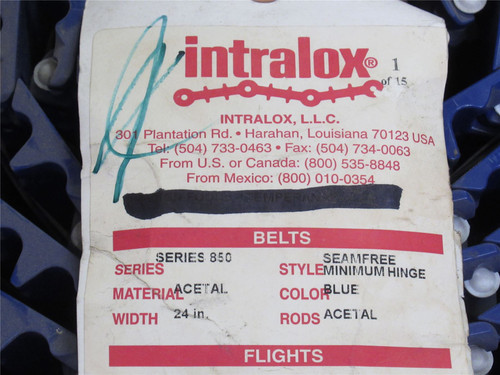 intralox® 1
of 15
INTRALOX, L.L.C.
301 Plantation Rd. • Harahan, Louisiana 70123 USA
Tel: (504) 733-0463 • Fax: (504) 734-0063
From U.S. or Canada: (800) 535-8848
From Mexico: (800) 010-0354
BELTS
SERIES SERIES 850 STYLE SEAMFREE MINIMUM HINGE
MATERIAL ACETAL COLOR BLUE
WIDTH 24 in. RODS ACETAL
FLIGHTS